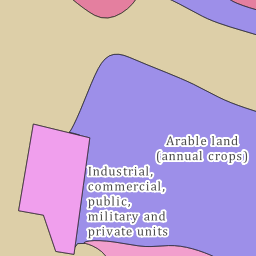 Arable land
(annual crops)
Industrial,
commercial,
public,
military and
private units